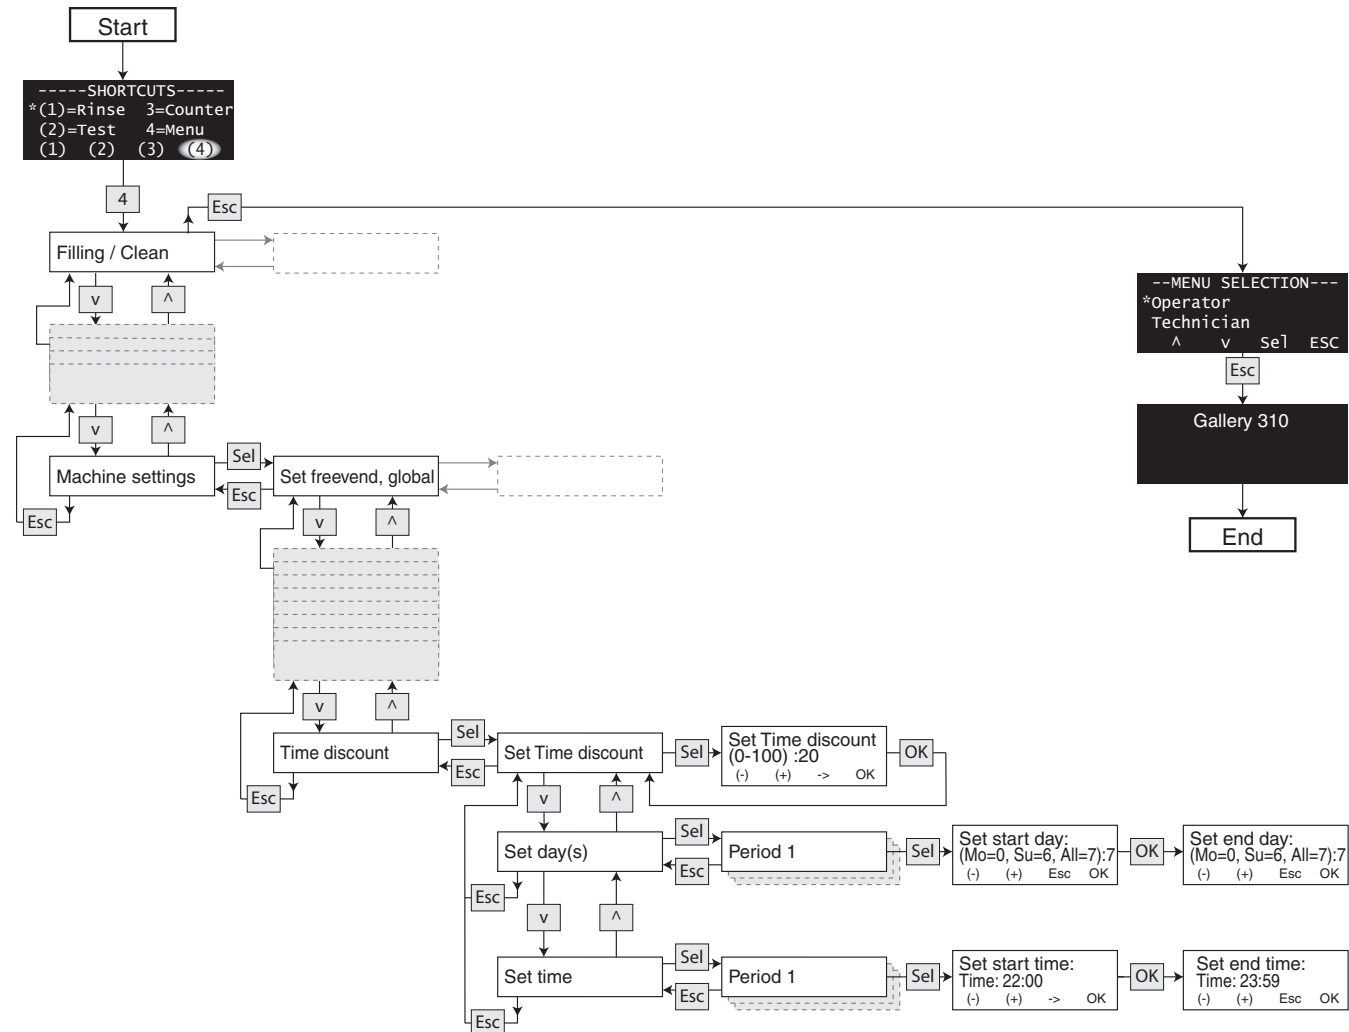 Start
-----SHORTCUTS-----
*(1)=Rinse 3=Counter
(2)=Test 4=Menu
(1) (2) (3) (4)
4
Esc
Filling / Clean
v ^
--MENU SELECTION---
*Operator
Technician
^ v Sel ESC
Esc
Gallery 310
End
v ^
Machine settings
Sel
Esc
Set freevend, global
Esc
v ^
v ^
Time discount
Sel
Esc
Set Time discount
Sel
Set Time discount
(0-100) :20
(-) (+) -> OK
OK
Esc
v ^
Set day(s)
Sel
Esc
Period 1
Sel
Set start day:
(Mo=0, Su=6, All=7):7
(-) (+) Esc OK
OK
Set end day:
(Mo=0, Su=6, All=7):7
(-) (+) Esc OK
Esc
v ^
Set time
Sel
Esc
Period 1
Sel
Set start time:
Time: 22:00
(-) (+) -> OK
OK
Set end time:
Time: 23:59
(-) (+) Esc OK
Esc